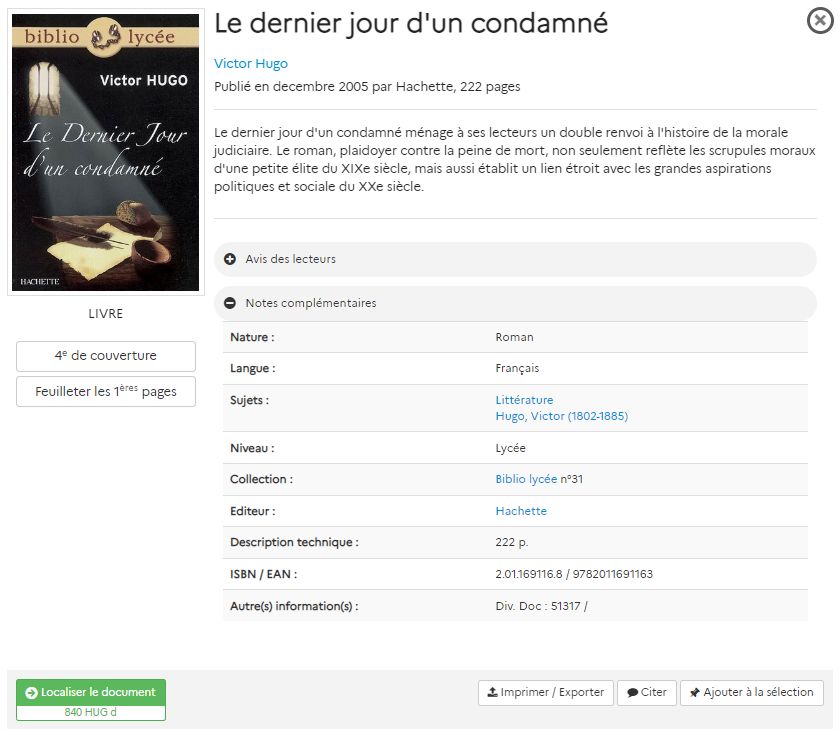 biblio lycée
Victor HUGO
Le Dernier Jour
d'un condamné
HACHETTE
LIVRE
4e de couverture
Feuilleter les 1ères pages
Le dernier jour d'un condamné
Victor Hugo
Publié en decembre 2005 par Hachette, 222 pages
Le dernier jour d'un condamné ménage à ses lecteurs un double renvoi à l'histoire de la morale
judiciaire. Le roman, plaidoyer contre la peine de mort, non seulement reflète les scrupules moraux
d'une petite élite du XIXe siècle, mais aussi établit un lien étroit avec les grandes aspirations
politiques et sociale du XXe siècle.
Avis des lecteurs
Notes complémentaires
Nature : Roman
Langue : Français
Sujets : Littérature
Hugo, Victor (1802-1885)
Niveau : Lycée
Collection : Biblio lycée n°31
Editeur : Hachette
Description technique : 222 p.
ISBN / EAN : 2.01.169116.8 / 9782011691163
Autre(s) information(s) : Div. Doc : 51317 /
Localiser le document
840 HUG d
Imprimer / Exporter
Citer
Ajouter à la sélection